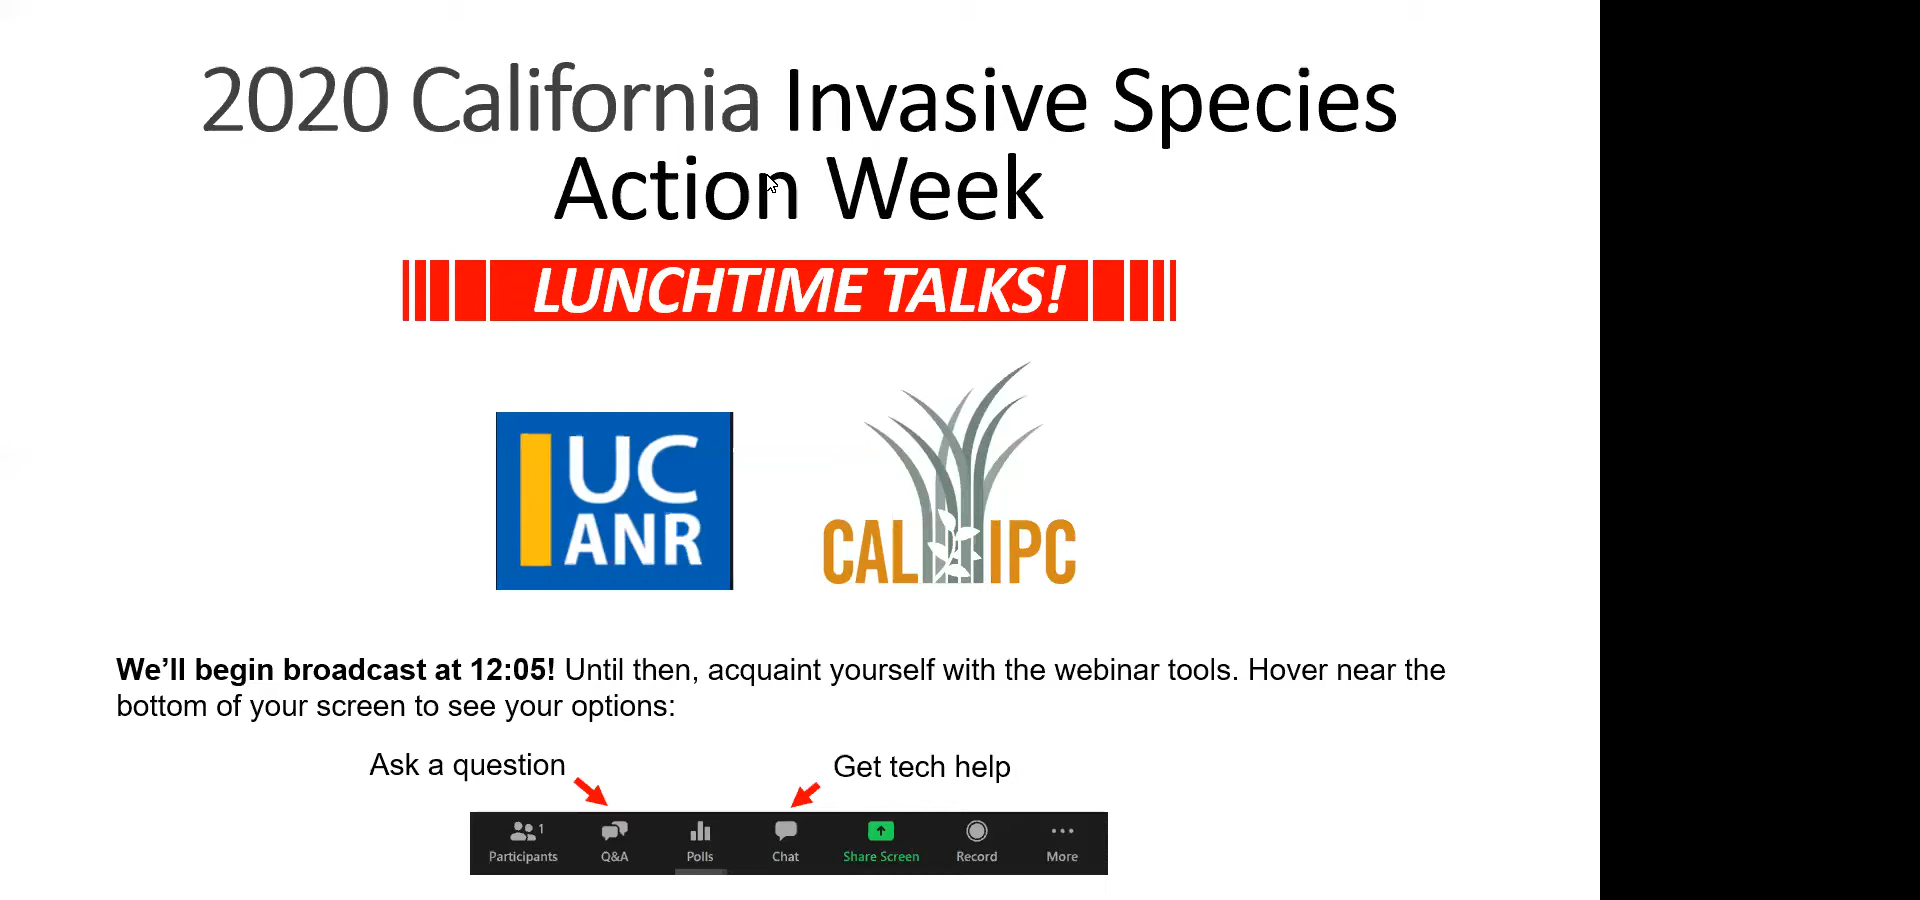 2020 California Invasive Species
Action Week
LUNCHTIME TALKS!
UC
ANR
CAL IPC
We’ll begin broadcast at 12:05! Until then, acquaint yourself with the webinar tools. Hover near the
bottom of your screen to see your options:
Ask a question
Get tech help
1
Participants Q&A Polls Chat Share Screen Record More